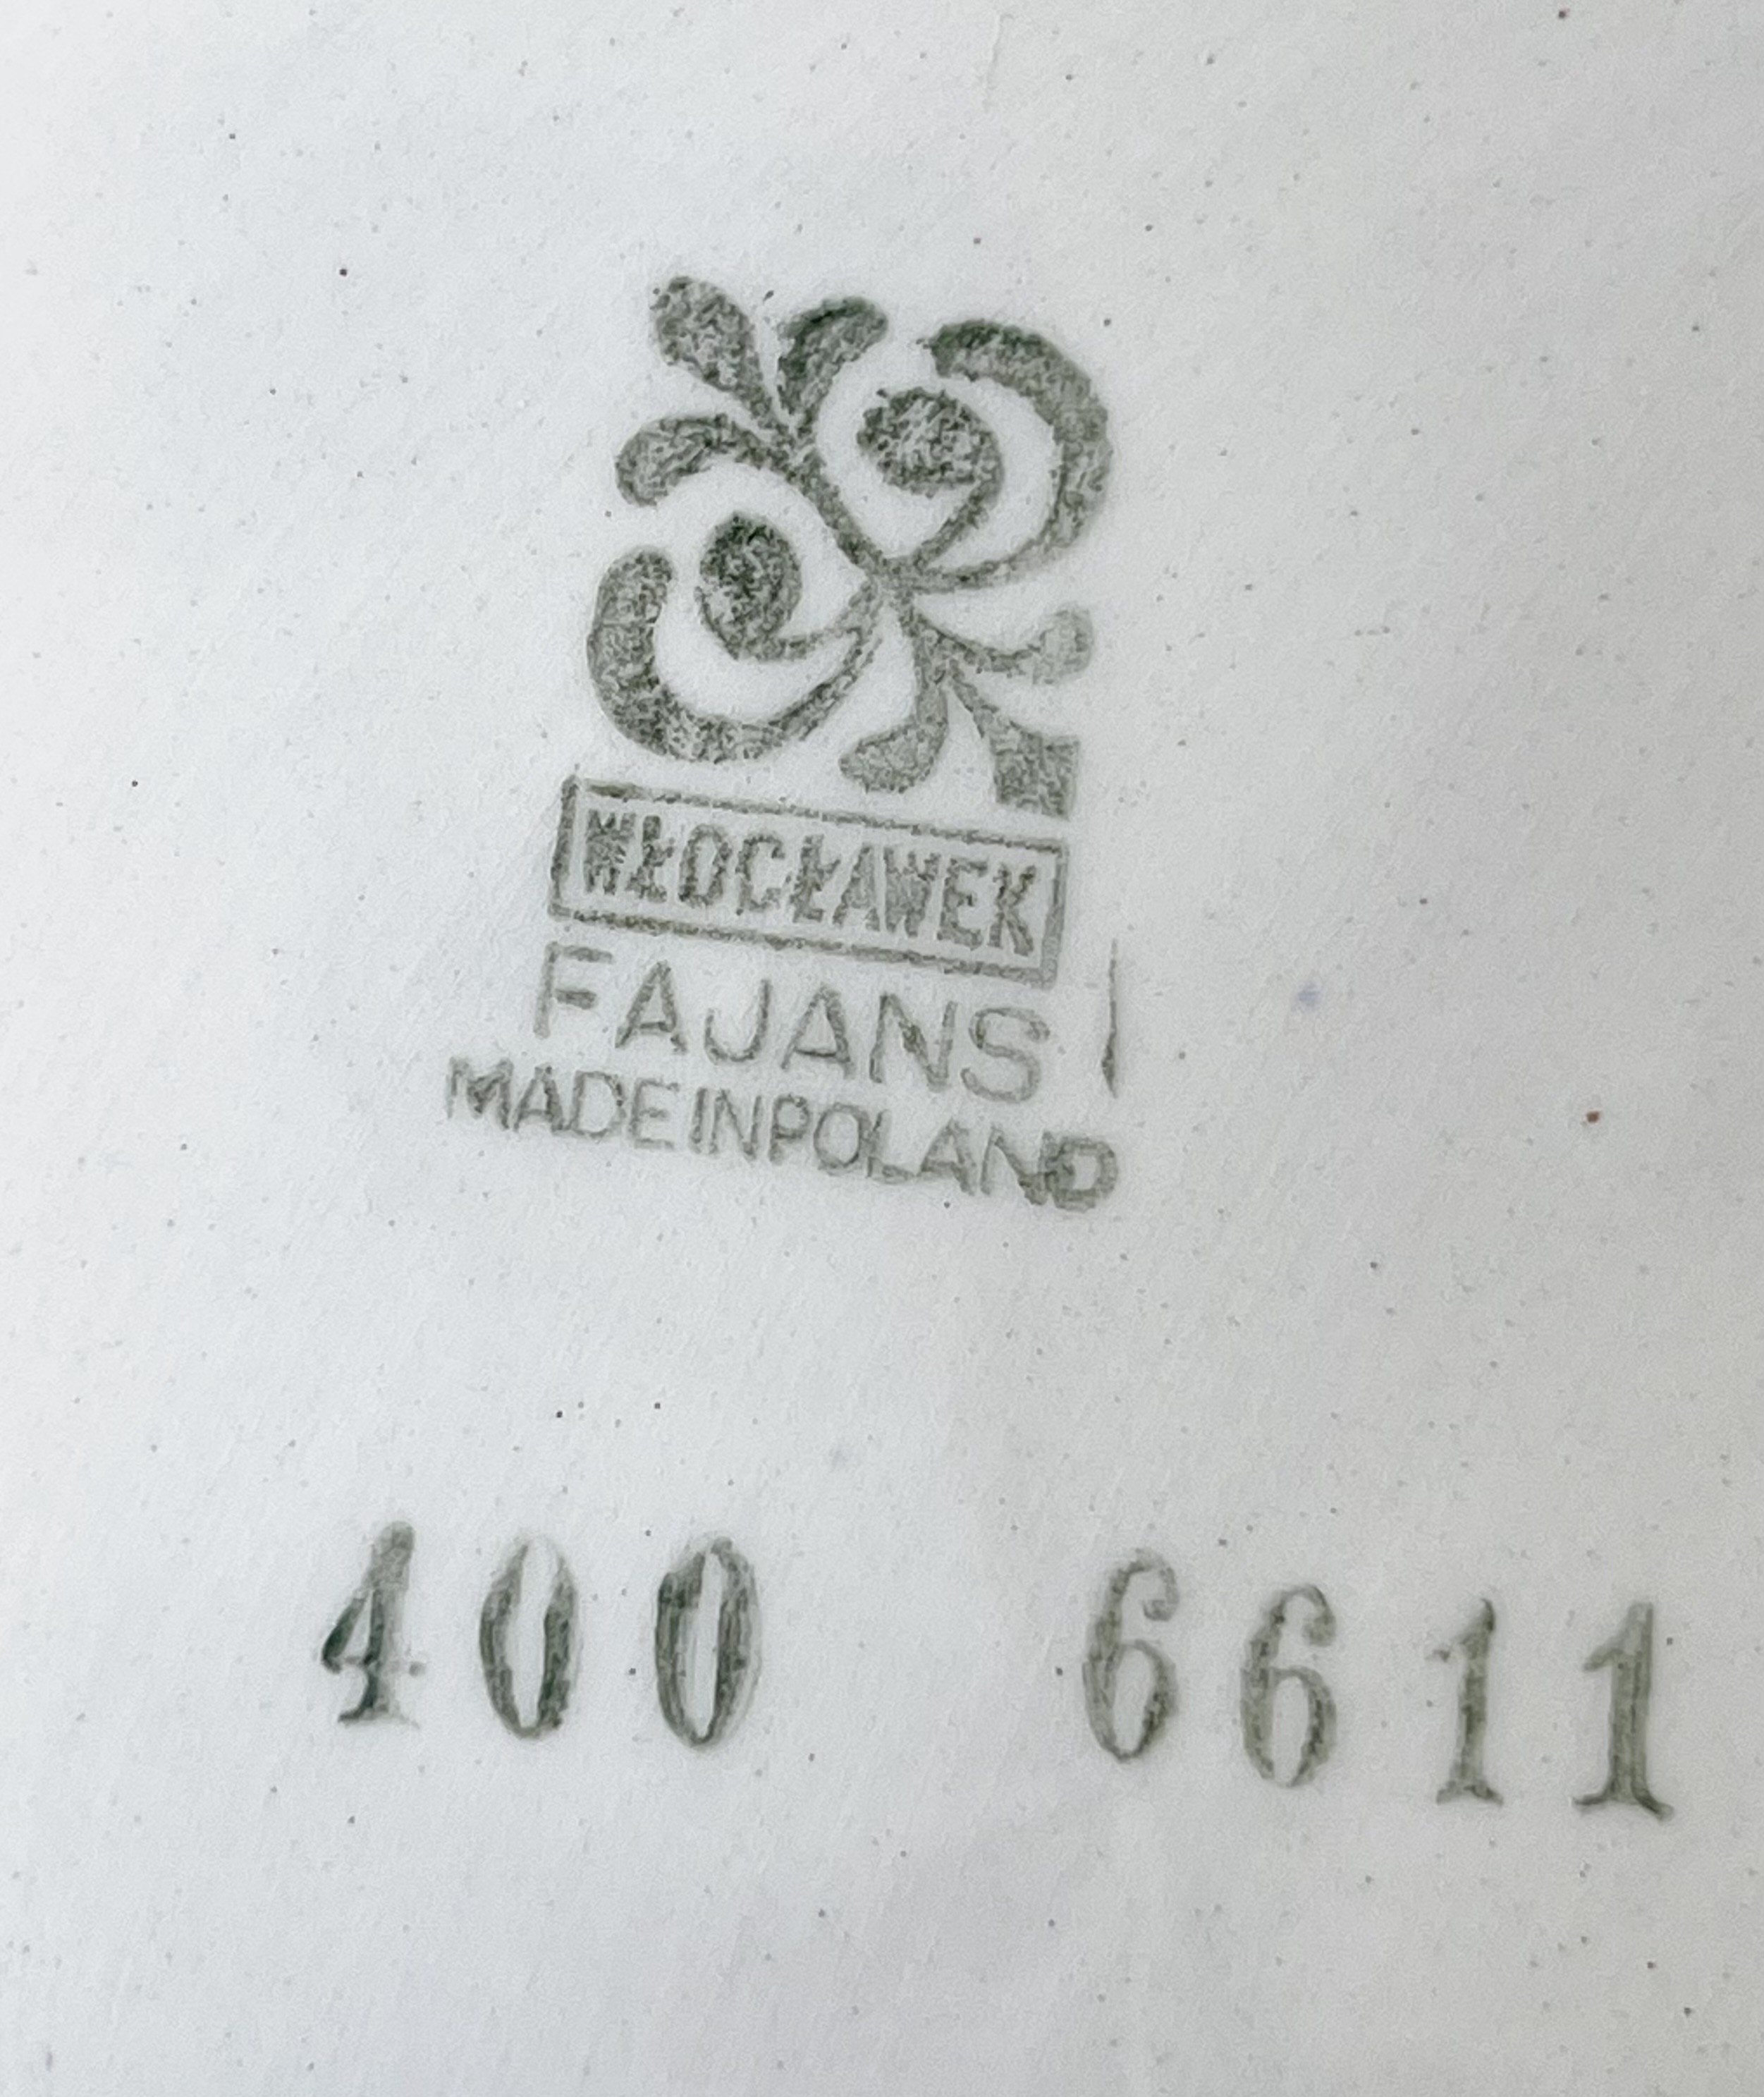 WŁOCŁAWEK
FAJANS I
MADE IN POLAND
400 6611